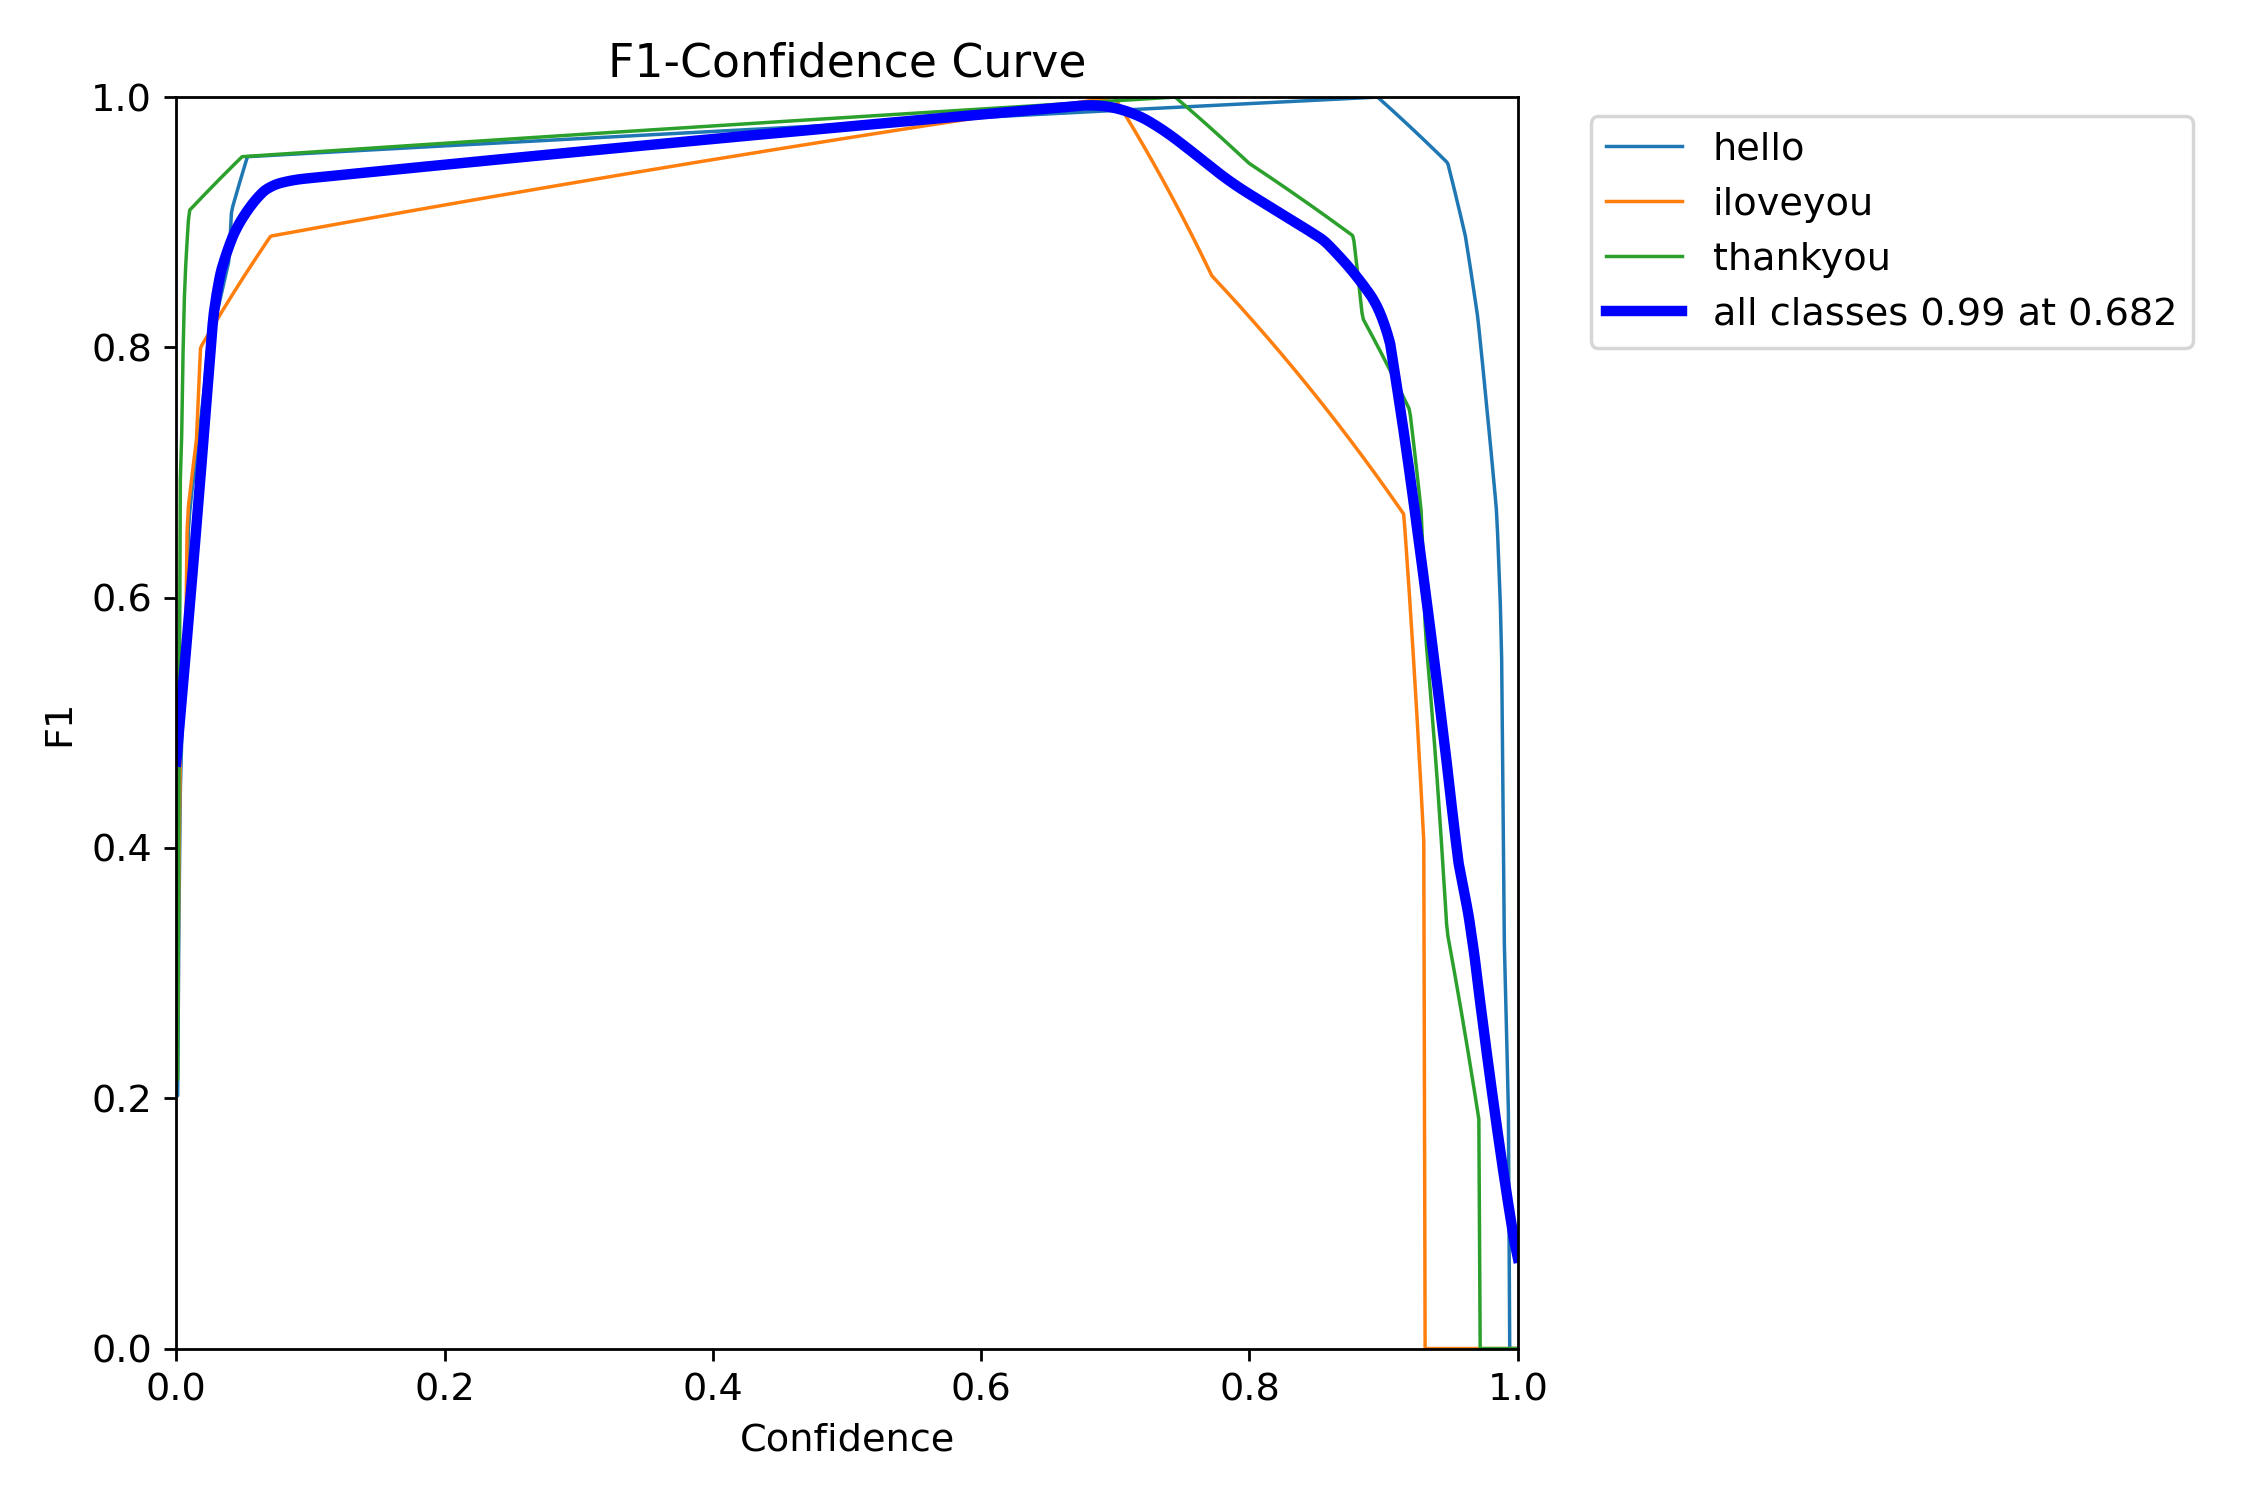 F1-Confidence Curve
1.0
0.8
0.6
0.4
0.2
0.0
F1
0.0 0.2 0.4 0.6 0.8 1.0
Confidence
hello
iloveyou
thankyou
all classes 0.99 at 0.682